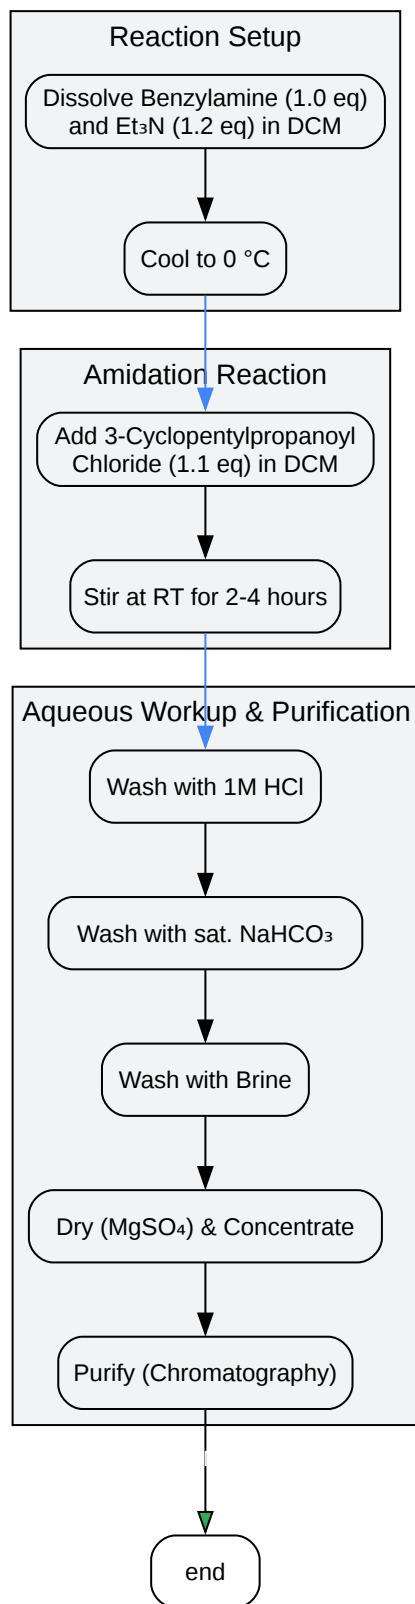 Reaction Setup
Dissolve Benzylamine (1.0 eq)
and Et₃N (1.2 eq) in DCM
Cool to 0 °C
Amidation Reaction
Add 3-Cyclopentylpropanoyl
Chloride (1.1 eq) in DCM
Stir at RT for 2-4 hours
Aqueous Workup & Purification
Wash with 1M HCl
Wash with sat. NaHCO₃
Wash with Brine
Dry (MgSO₄) & Concentrate
Purify (Chromatography)
end